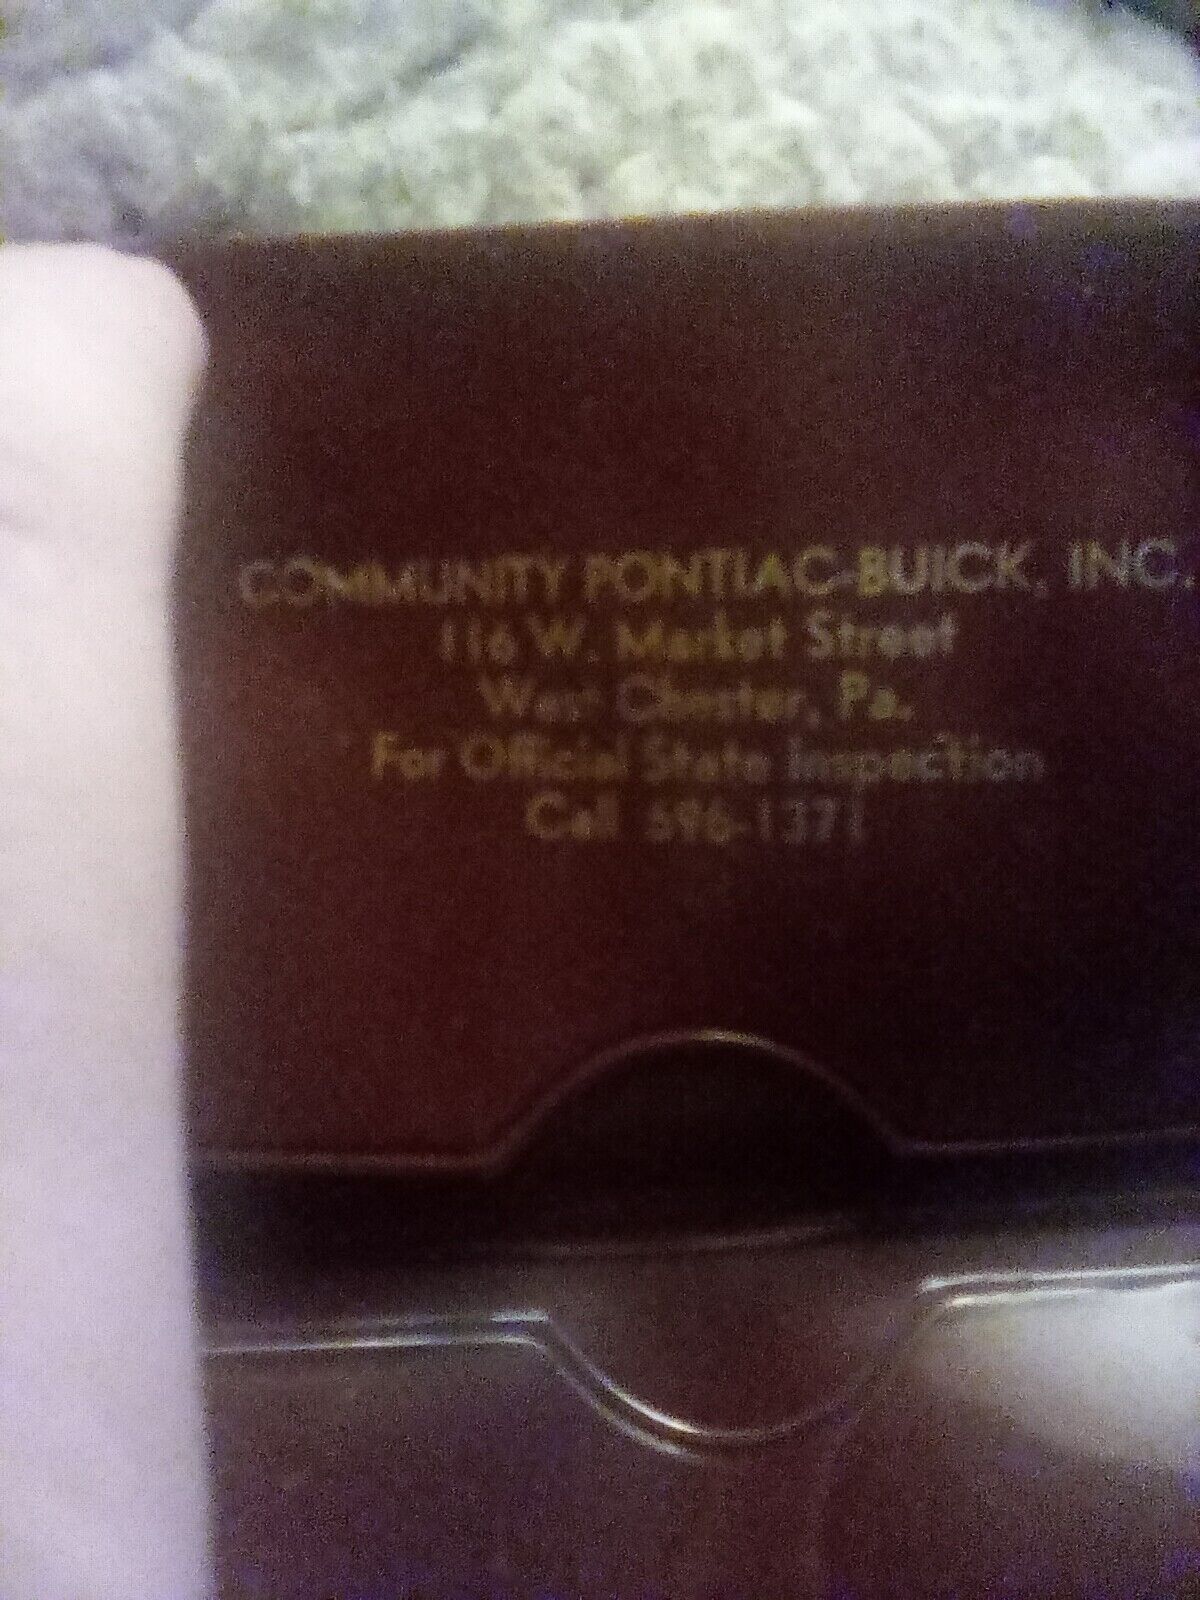 COMMUNITY PONTIAC-BUICK, INC.
116 W. Market Street
West Chester, Pa.
For Official State Inspection
Call 696-1371